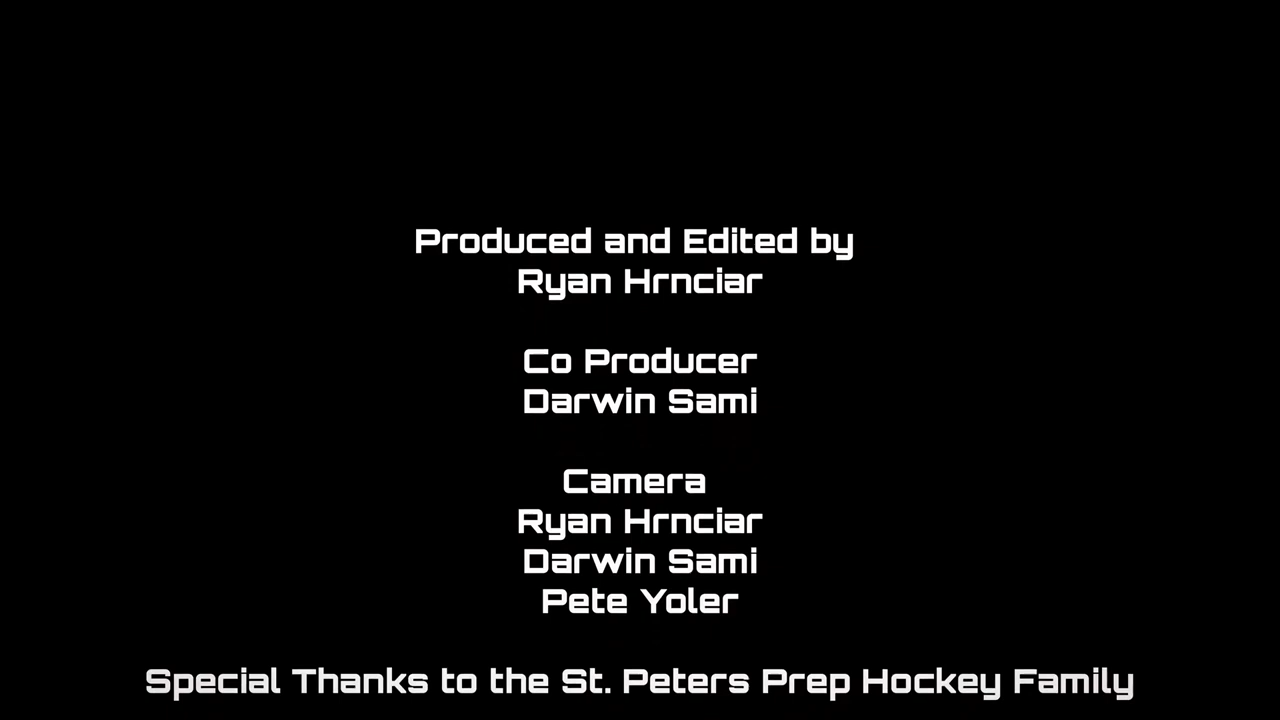 Produced and Edited by
Ryan Hrnciar
Co Producer
Darwin Sami
Camera
Ryan Hrnciar
Darwin Sami
Pete Yoler
Special Thanks to the St. Peters Prep Hockey Family